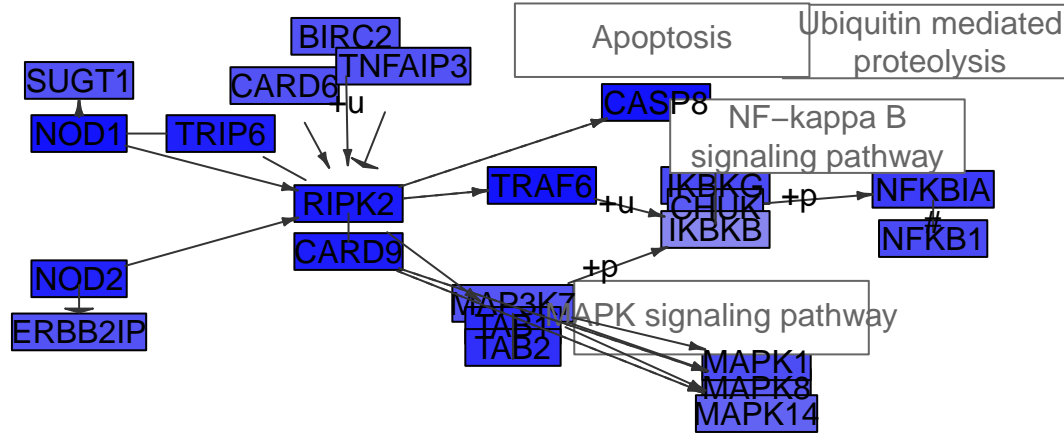 BIRC2
Apoptosis
Ubiquitin mediated
proteolysis
TNFAIP3
SUGT1
CARD6
+u
CASP8
NOD1
TRIP6
NF−kappa B
signaling pathway
RIPK2
TRAF6
+u
IKBKG
CHUK
IKBKB
+p
NFKBIA
#
NFKB1
CARD9
NOD2
ERBB2IP
+p
MAP3K7
TAB1
TAB2
MAPK signaling pathway
MAPK1
MAPK8
MAPK14